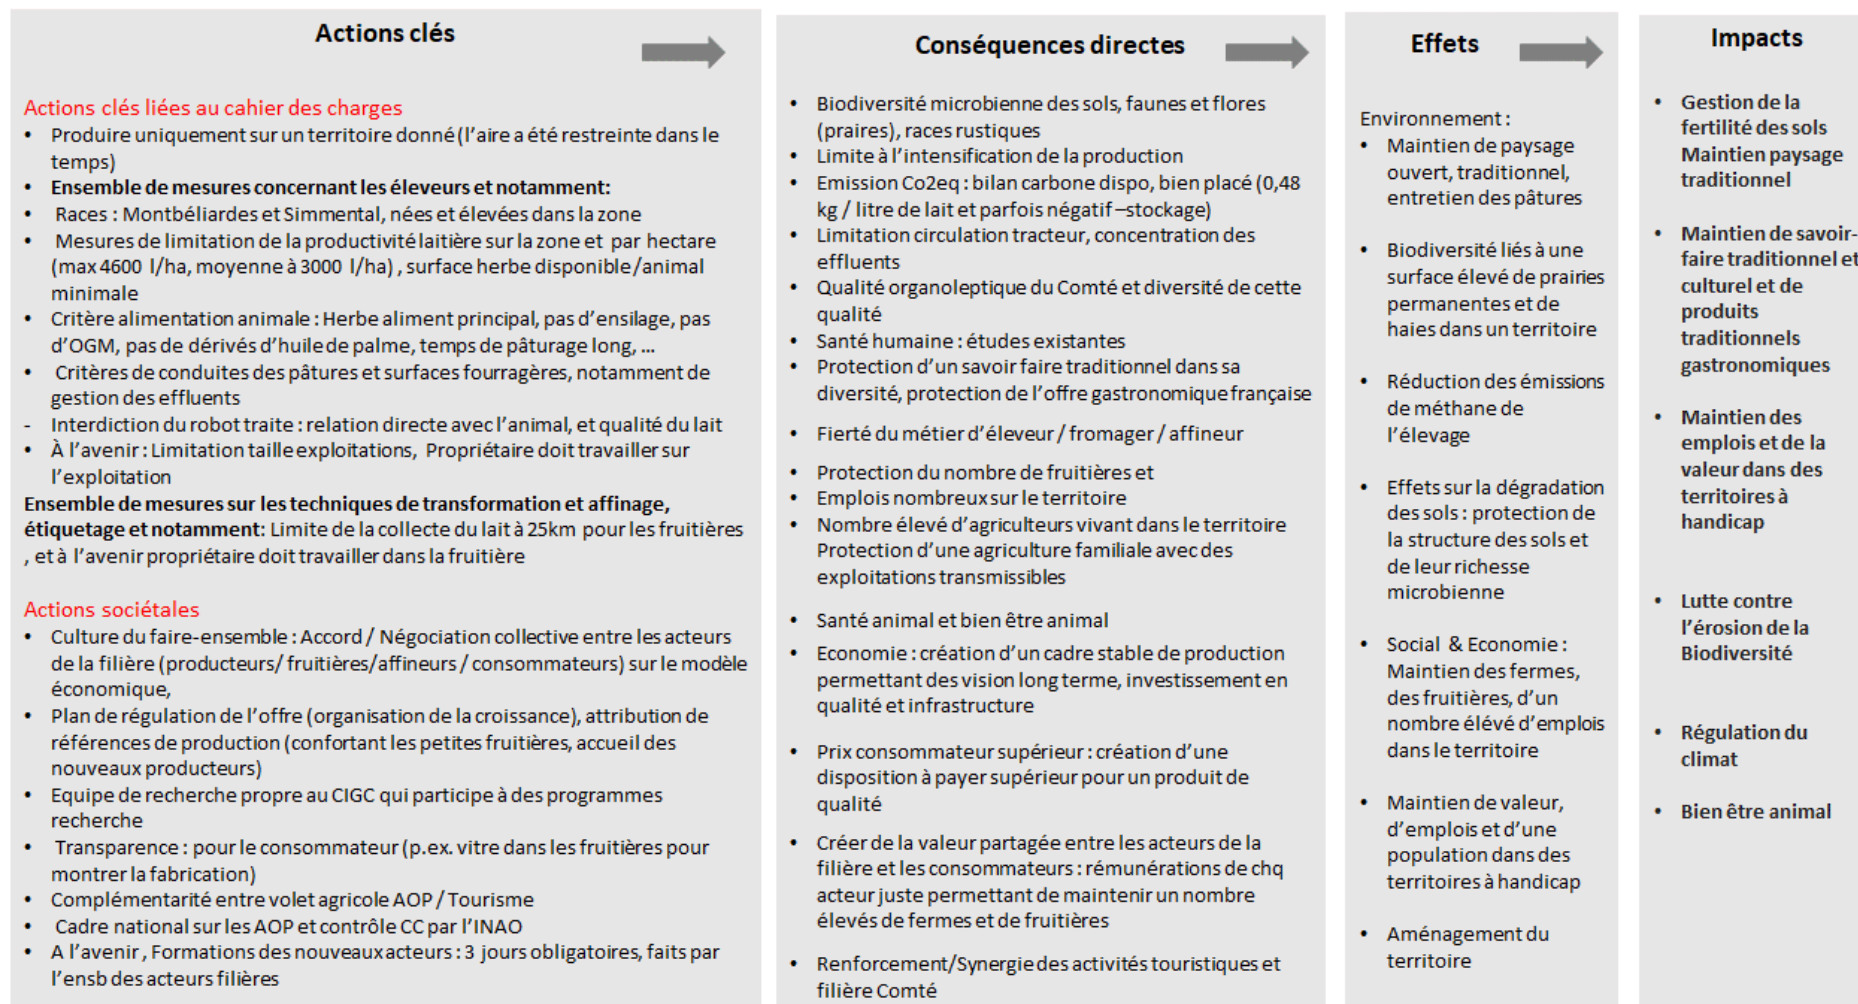 Actions clés
Actions clés liées au cahier des charges
• Produire uniquement sur un territoire donné (l’aire a été restreinte dans le
temps)
• Ensemble de mesures concernant les éleveurs et notamment:
• Races : Montbéliardes et Simmental, nées et élevées dans la zone
• Mesures de limitation de la productivité laitière sur la zone et par hectare
(max 4600 l/ha, moyenne à 3000 l/ha) , surface herbe disponible/animal
minimale
• Critère alimentation animale : Herbe aliment principal, pas d’ensilage, pas
d’OGM, pas de dérivés d’huile de palme, temps de pâturage long, ...
• Critères de conduites des pâtures et surfaces fourragères, notamment de
gestion des effluents
- Interdiction du robot traite : relation directe avec l’animal, et qualité du lait
• À l’avenir : Limitation taille exploitations, Propriétaire doit travailler sur
l’exploitation
Ensemble de mesures sur les techniques de transformation et affinage,
étiquetage et notamment: Limite de la collecte du lait à 25km pour les fruitières
, et à l’avenir propriétaire doit travailler dans la fruitière
Actions sociétales
• Culture du faire-ensemble : Accord / Négociation collective entre les acteurs
de la filière (producteurs/ fruitières/affineurs / consommateurs) sur le modèle
économique,
• Plan de régulation de l’offre (organisation de la croissance), attribution de
références de production (confortant les petites fruitières, accueil des
nouveaux producteurs)
• Equipe de recherche propre au CIGC qui participe à des programmes
recherche
• Transparence : pour le consommateur (p.ex. vitre dans les fruitières pour
montrer la fabrication)
• Complémentarité entre volet agricole AOP / Tourisme
• Cadre national sur les AOP et contrôle CC par l’INAO
• A l’avenir , Formations des nouveaux acteurs : 3 jours obligatoires, faits par
l’ensb des acteurs filières
Conséquences directes
• Biodiversité microbienne des sols, faunes et flores
(praires), races rustiques
• Limite à l’intensification de la production
• Emission Co2eq : bilan carbone dispo, bien placé (0,48
kg / litre de lait et parfois négatif –stockage)
• Limitation circulation tracteur, concentration des
effluents
• Qualité organoleptique du Comté et diversité de cette
qualité
• Santé humaine : études existantes
• Protection d’un savoir faire traditionnel dans sa
diversité, protection de l’offre gastronomique française
• Fierté du métier d’éleveur / fromager / affineur
• Protection du nombre de fruitières et
• Emplois nombreux sur le territoire
• Nombre élevé d’agriculteurs vivant dans le territoire
Protection d’une agriculture familiale avec des
exploitations transmissibles
• Santé animal et bien être animal
• Economie : création d’un cadre stable de production
permettant des vision long terme, investissement en
qualité et infrastructure
• Prix consommateur supérieur : création d’une
disposition à payer supérieur pour un produit de
qualité
• Créer de la valeur partagée entre les acteurs de la
filière et les consommateurs : rémunérations de chq
acteur juste permettant de maintenir un nombre
élevés de fermes et de fruitières
• Renforcement/Synergie des activités touristiques et
filière Comté
Effets
Environnement :
• Maintien de paysage
ouvert, traditionnel,
entretien des pâtures
• Biodiversité liés à une
surface élevé de prairies
permanentes et de
haies dans un territoire
• Réduction des émissions
de méthane de
l’élevage
• Effets sur la dégradation
des sols : protection de
la structure des sols et
de leur richesse
microbienne
• Social & Economie :
Maintien des fermes,
des fruitières, d’un
nombre élévé d’emplois
dans le territoire
• Maintien de valeur,
d’emplois et d’une
population dans des
territoires à handicap
• Aménagement du
territoire
Impacts
• Gestion de la
fertilité des sols
Maintien paysage
traditionnel
• Maintien de savoir-
faire traditionnel et
culturel et de
produits
traditionnels
gastronomiques
• Maintien des
emplois et de la
valeur dans des
territoires à
handicap
• Lutte contre
l’érosion de la
Biodiversité
• Régulation du
climat
• Bien être animal